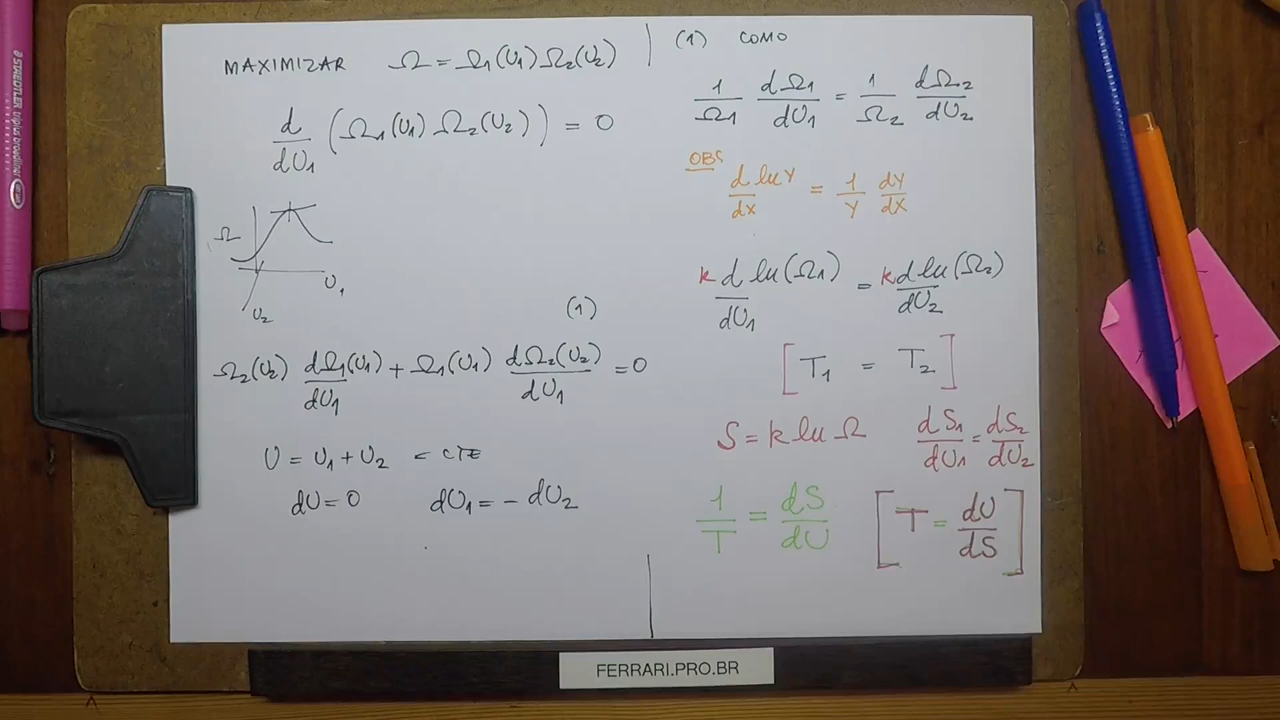 MAXIMIZAR Ω = Ω₁(U₁) Ω₂(U₂)
d/dU₁ (Ω₁(U₁) Ω₂(U₂)) = 0
Ω
U₁
U₂
(1)
Ω₂(U₂) dΩ₁(U₁)/dU₁ + Ω₁(U₁) dΩ₂(U₂)/dU₁ = 0
U = U₁ + U₂ = CTE
dU = 0 dU₁ = - dU₂
(1) COMO
1/Ω₁ dΩ₁/dU₁ = 1/Ω₂ dΩ₂/dU₂
OBS
d ln Y/dX = 1/Y dY/dX
k d ln(Ω₁)/dU₁ = k d ln(Ω₂)/dU₂
[T₁ = T₂]
S = k ln Ω dS₁/dU₁ = dS₂/dU₂
1/T = dS/dU [T = dU/dS]
FERRARI.PRO.BR